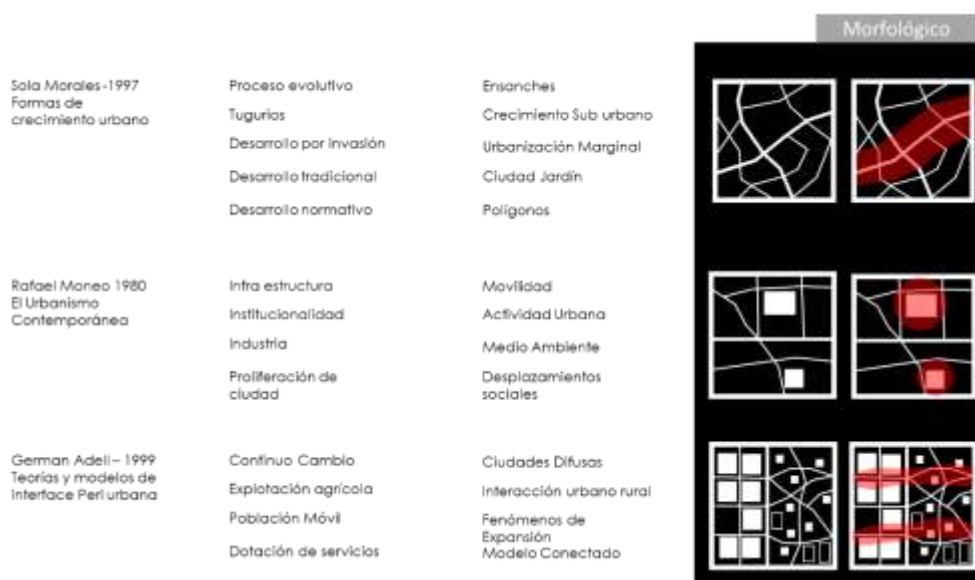 Morfológico
Sola Morales-1997
Formas de
crecimiento urbano
Proceso evolutivo
Tugurios
Desarrollo por invasión
Desarrollo tradicional
Desarrollo normativo
Ensanches
Crecimiento Sub urbano
Urbanización Marginal
Ciudad Jardín
Polígonos
Rafael Moneo 1980
El Urbanismo
Contemporánea
Infra estructura
Institucionalidad
Industria
Proliferación de
ciudad
Movilidad
Actividad Urbana
Medio Ambiente
Desplazamientos
sociales
German Adell– 1999
Teorías y modelos de
interface Peri urbana
Continuo Cambio
Explotación agrícola
Población Móvil
Dotación de servicios
Ciudades Difusas
Interacción urbano rural
Fenómenos de
Expansión
Modelo Conectado